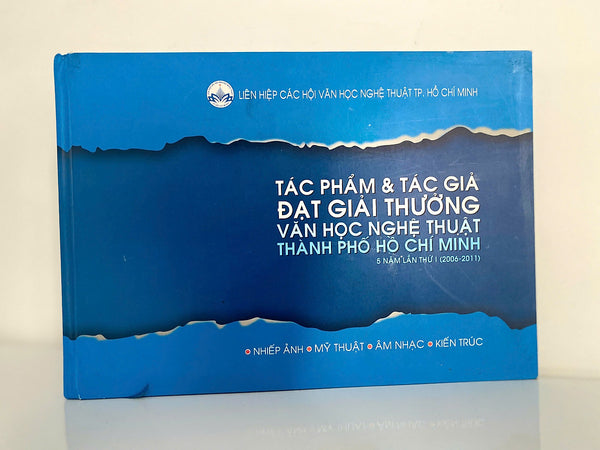 LIÊN HIỆP CÁC HỘI VĂN HỌC NGHỆ THUẬT TP. HỒ CHÍ MINH
TÁC PHẨM & TÁC GIẢ
ĐẠT GIẢI THƯỞNG
VĂN HỌC NGHỆ THUẬT
THÀNH PHỐ HỒ CHÍ MINH
5 NĂM LẦN THỨ I (2006-2011)
NHIẾP ẢNH MỸ THUẬT ÂM NHẠC KIẾN TRÚC